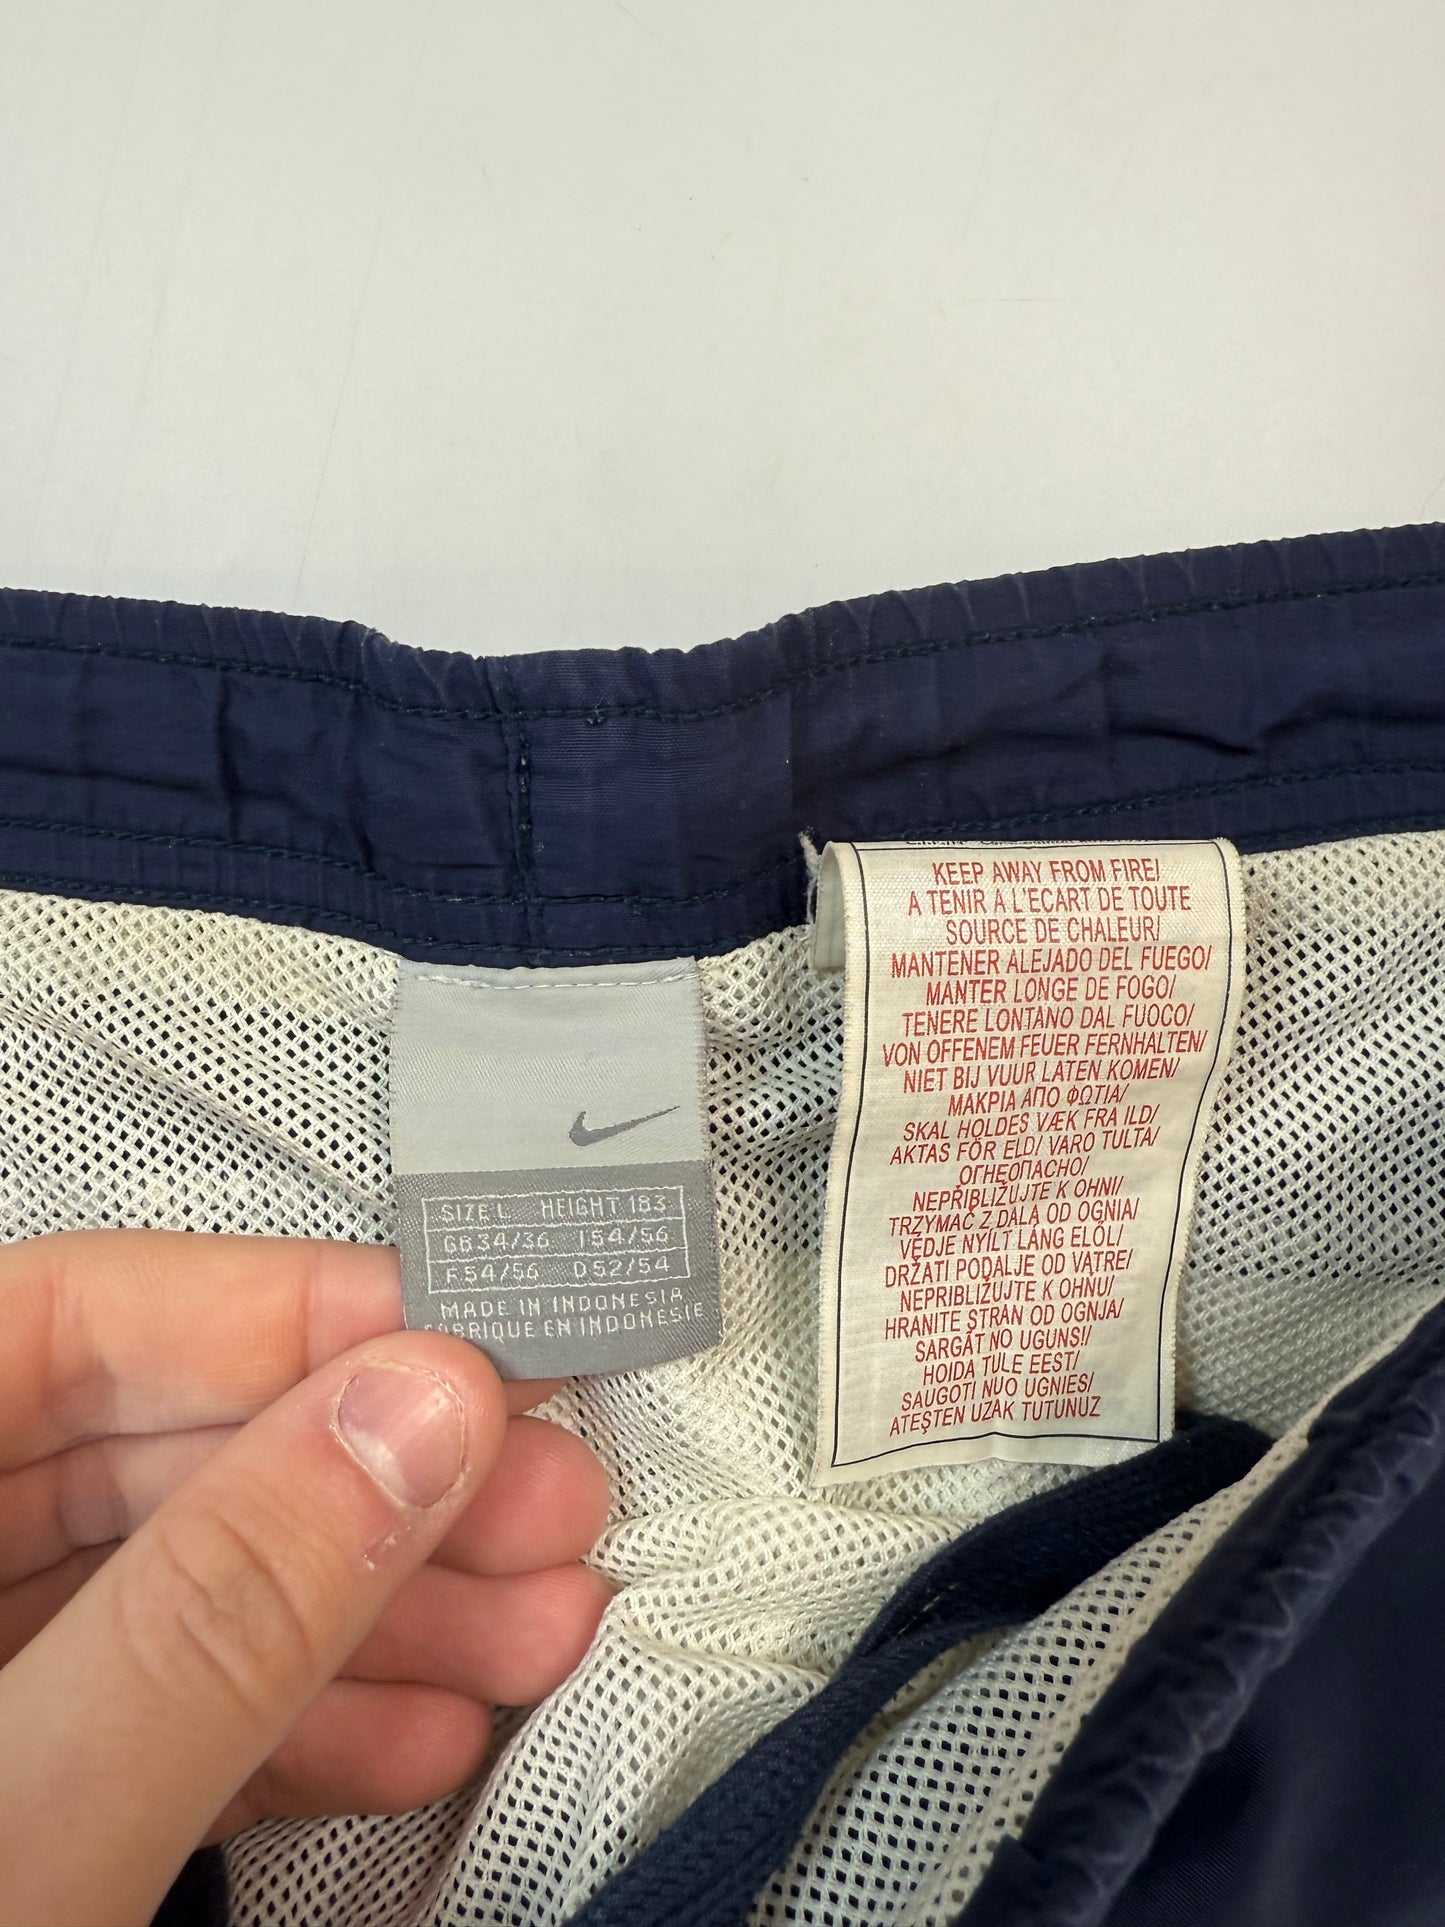 SIZE L HEIGHT 183
GB 34/36 I 54/56
F 54/56 D 52/54
MADE IN INDONESIA
FABRIQUE EN INDONESIE
KEEP AWAY FROM FIRE!
A TENIR A L'ECART DE TOUTE
SOURCE DE CHALEUR/
MANTENER ALEJADO DEL FUEGO/
MANTER LONGE DE FOGO/
TENERE LONTANO DAL FUOCO/
VON OFFENEM FEUER FERNHALTEN/
NIET BIJ VUUR LATEN KOMEN/
ΜΑΚΡΙΑ ΑΠΟ ΦΩΤΙΑ/
SKAL HOLDES VÆK FRA ILD/
AKTAS FÖR ELD/ VARO TULTA/
ОГНЕОПАСНО/
NEPŘIBLIŽUJTE K OHNI/
TRZYMAĆ Z DALA OD OGNIA/
VÉDJE NYÍLT LÁNG ELŐL/
DRŽATI PODALJE OD VATRE/
NEPRIBLIŽUJTE K OHNU/
HRANITE STRAN OD OGNJA/
SARGĀT NO UGUNS!/
HOIDA TULE EEST/
SAUGOTI NUO UGNIES/
ATEŞTEN UZAK TUTUNUZ